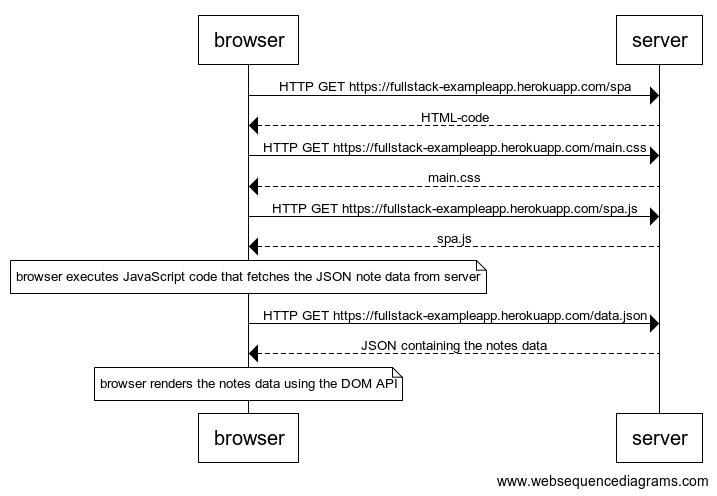 browser
server
HTTP GET https://fullstack-exampleapp.herokuapp.com/spa
HTML-code
HTTP GET https://fullstack-exampleapp.herokuapp.com/main.css
main.css
HTTP GET https://fullstack-exampleapp.herokuapp.com/spa.js
spa.js
browser executes JavaScript code that fetches the JSON note data from server
HTTP GET https://fullstack-exampleapp.herokuapp.com/data.json
JSON containing the notes data
browser renders the notes data using the DOM API
browser
server
www.websequencediagrams.com